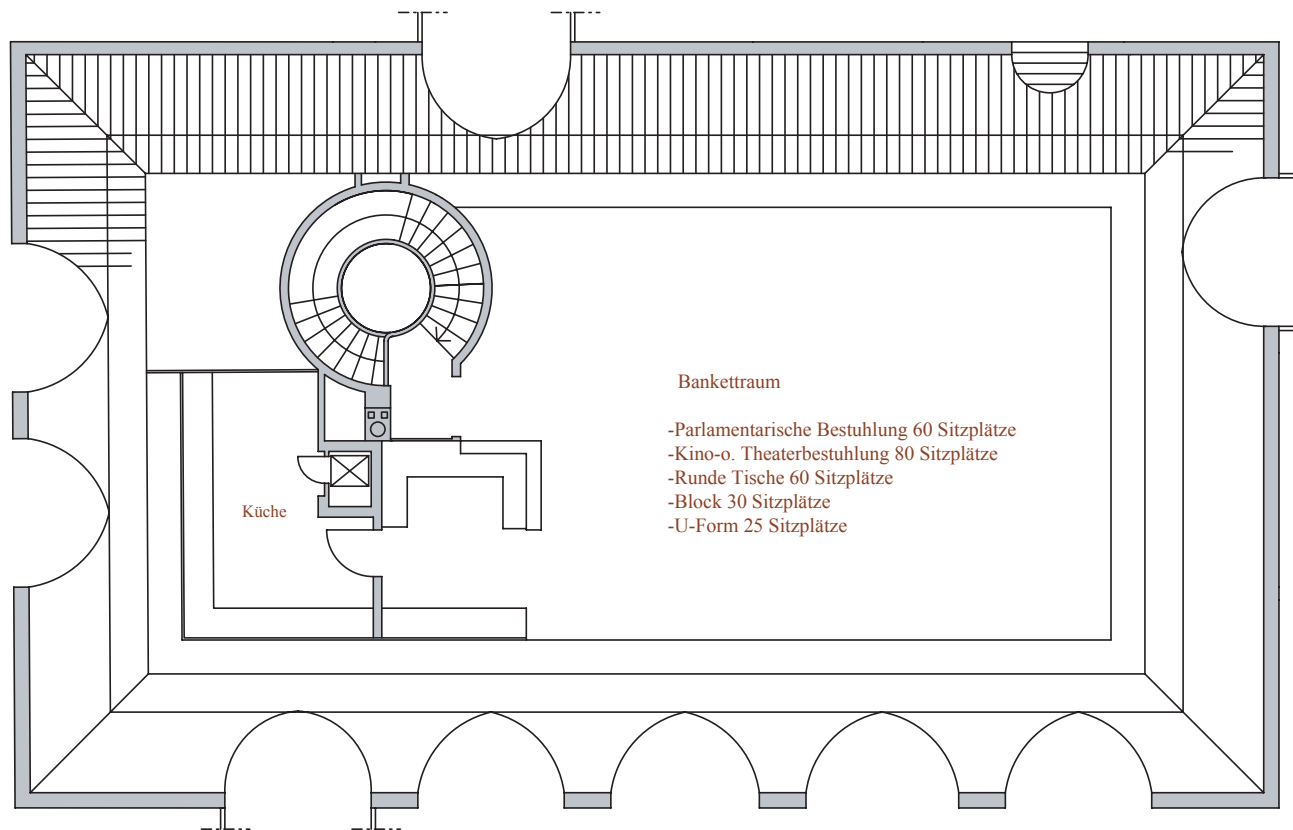 Bankettraum
-Parlamentarische Bestuhlung 60 Sitzplätze
-Kino-o. Theaterbestuhlung 80 Sitzplätze
-Runde Tische 60 Sitzplätze
-Block 30 Sitzplätze
-U-Form 25 Sitzplätze
Küche